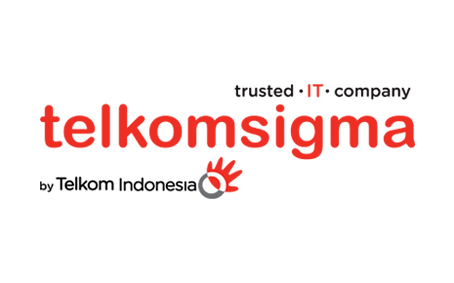 trusted • IT • company
telkomsigma
by Telkom Indonesia